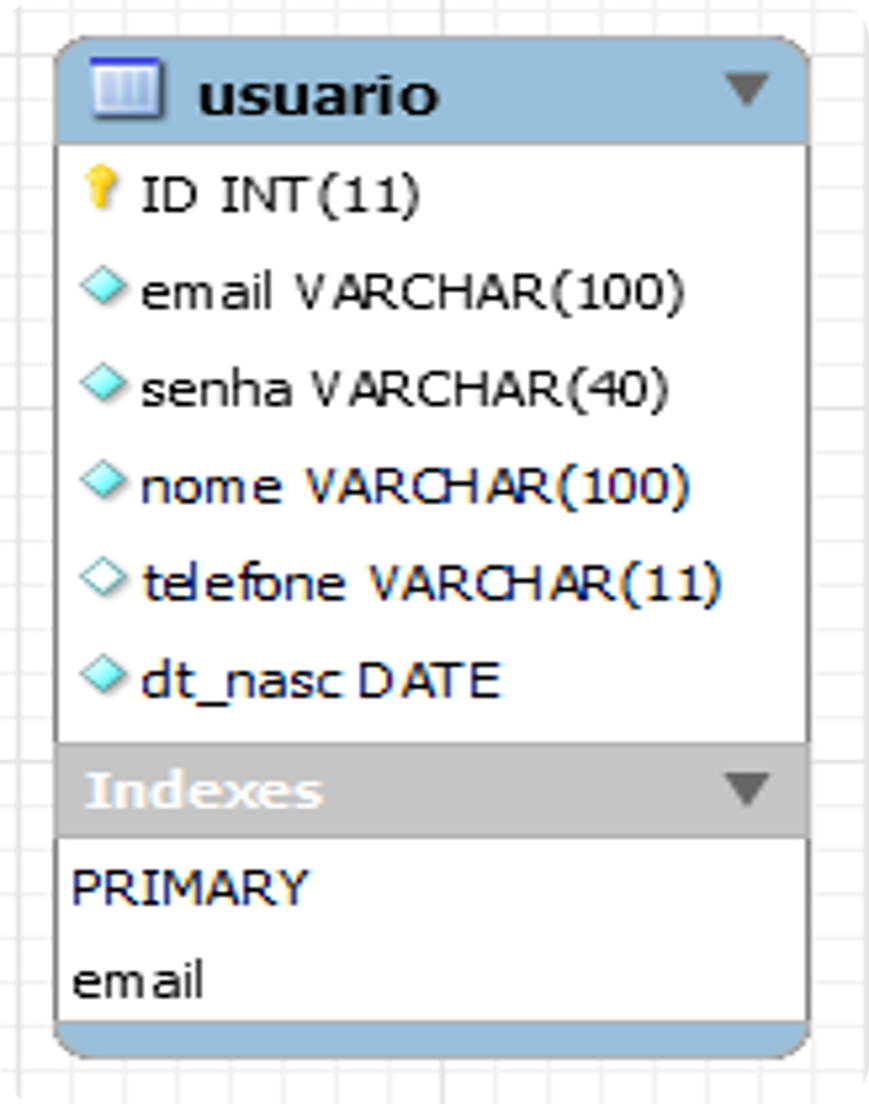 usuario
ID INT(11)
email VARCHAR(100)
senha VARCHAR(40)
nome VARCHAR(100)
telefone VARCHAR(11)
dt_nasc DATE
Indexes
PRIMARY
email